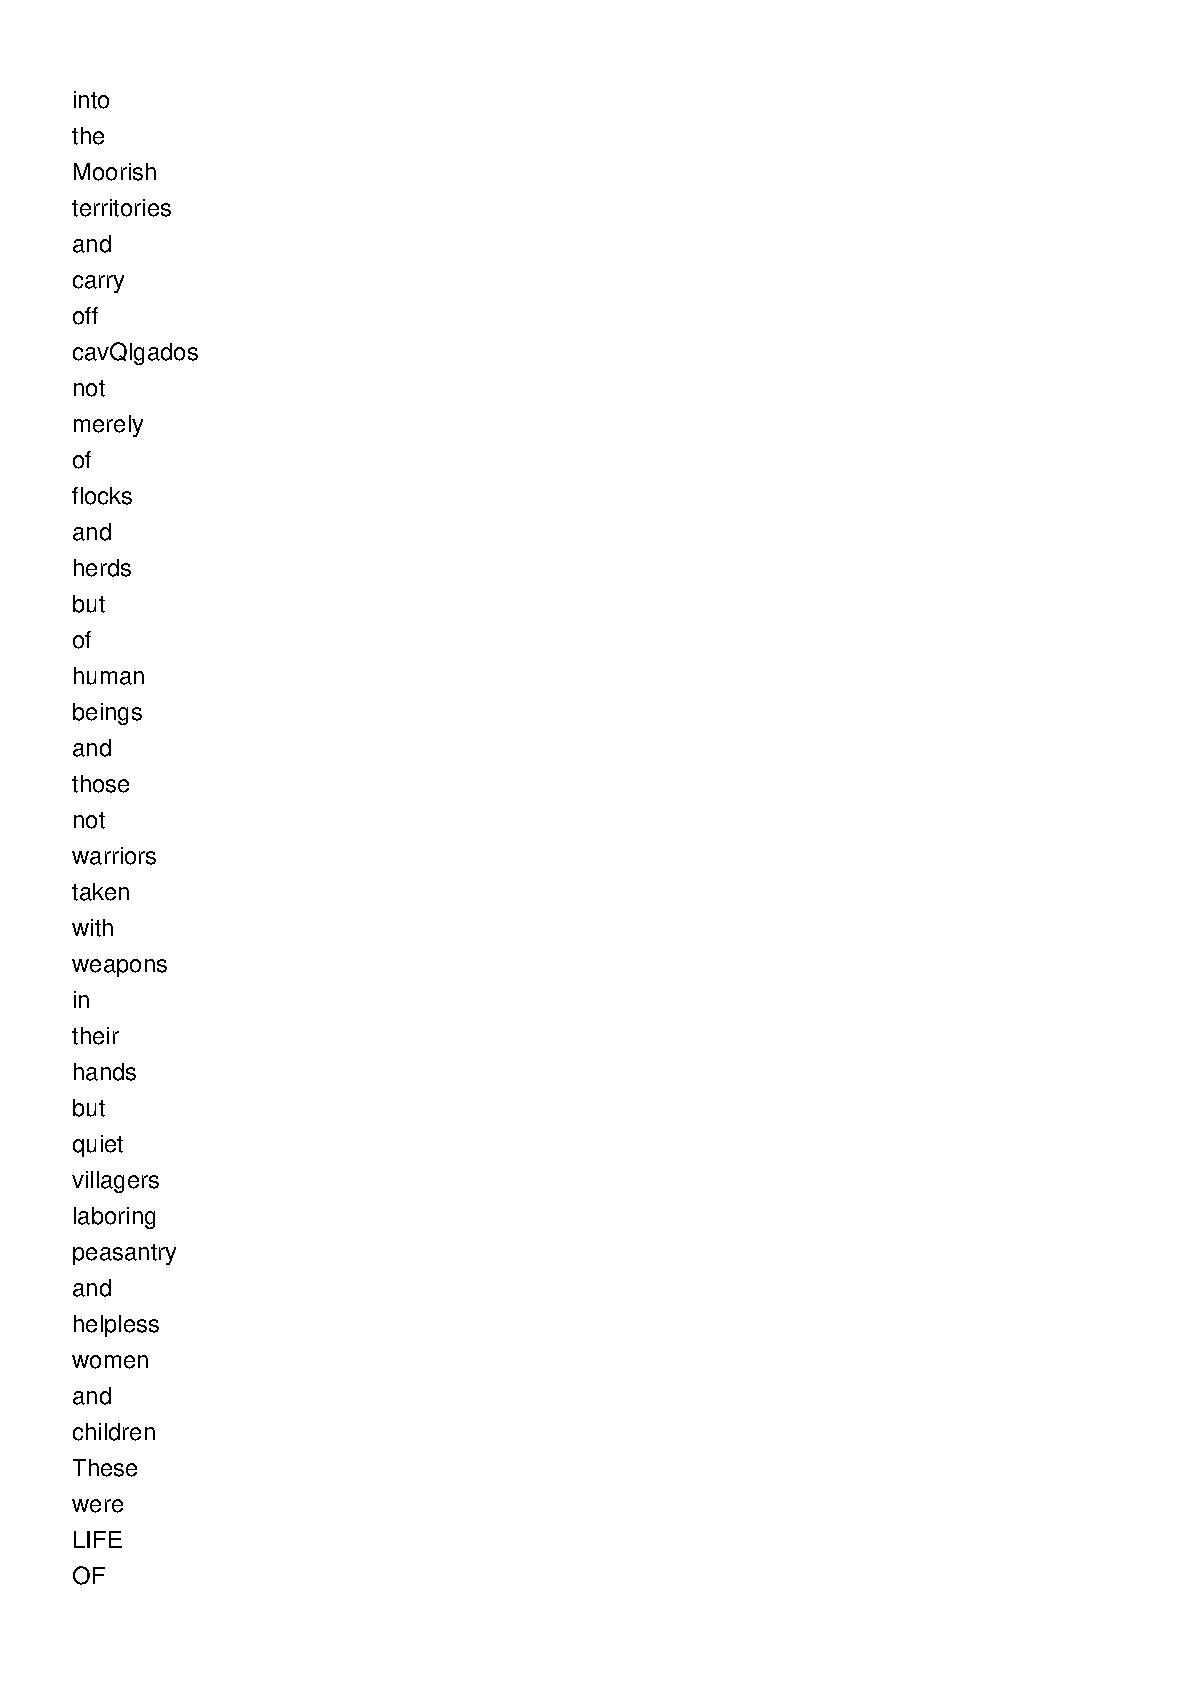 into
the
Moorish
territories
and
carry
off
cavQlgados
not
merely
of
flocks
and
herds
but
of
human
beings
and
those
not
warriors
taken
with
weapons
in
their
hands
but
quiet
villagers
laboring
peasantry
and
helpless
women
and
children
These
were
LIFE
OF